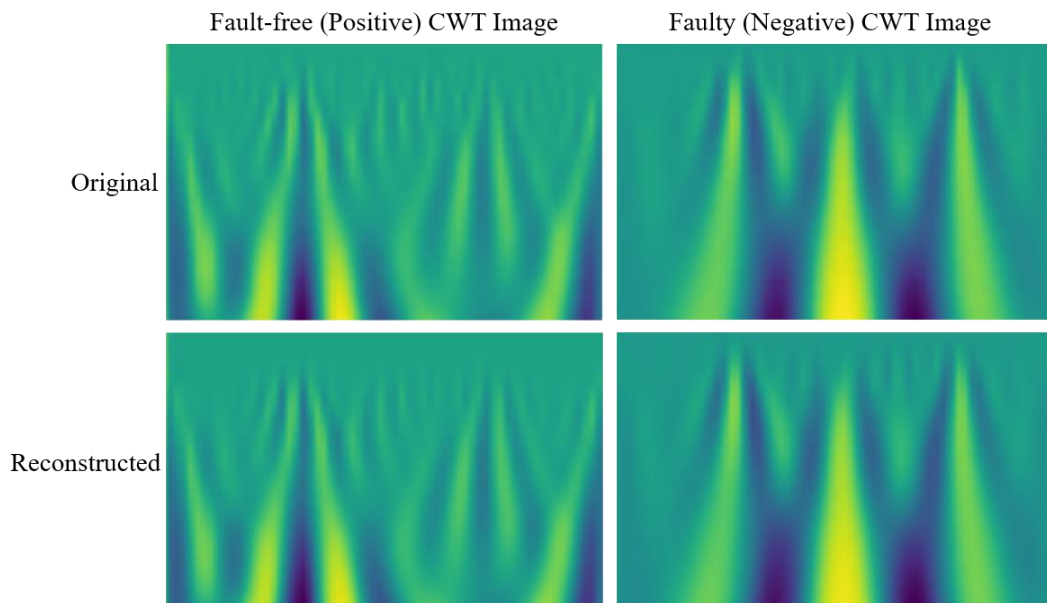 Fault-free (Positive) CWT Image
Faulty (Negative) CWT Image
Original
Reconstructed